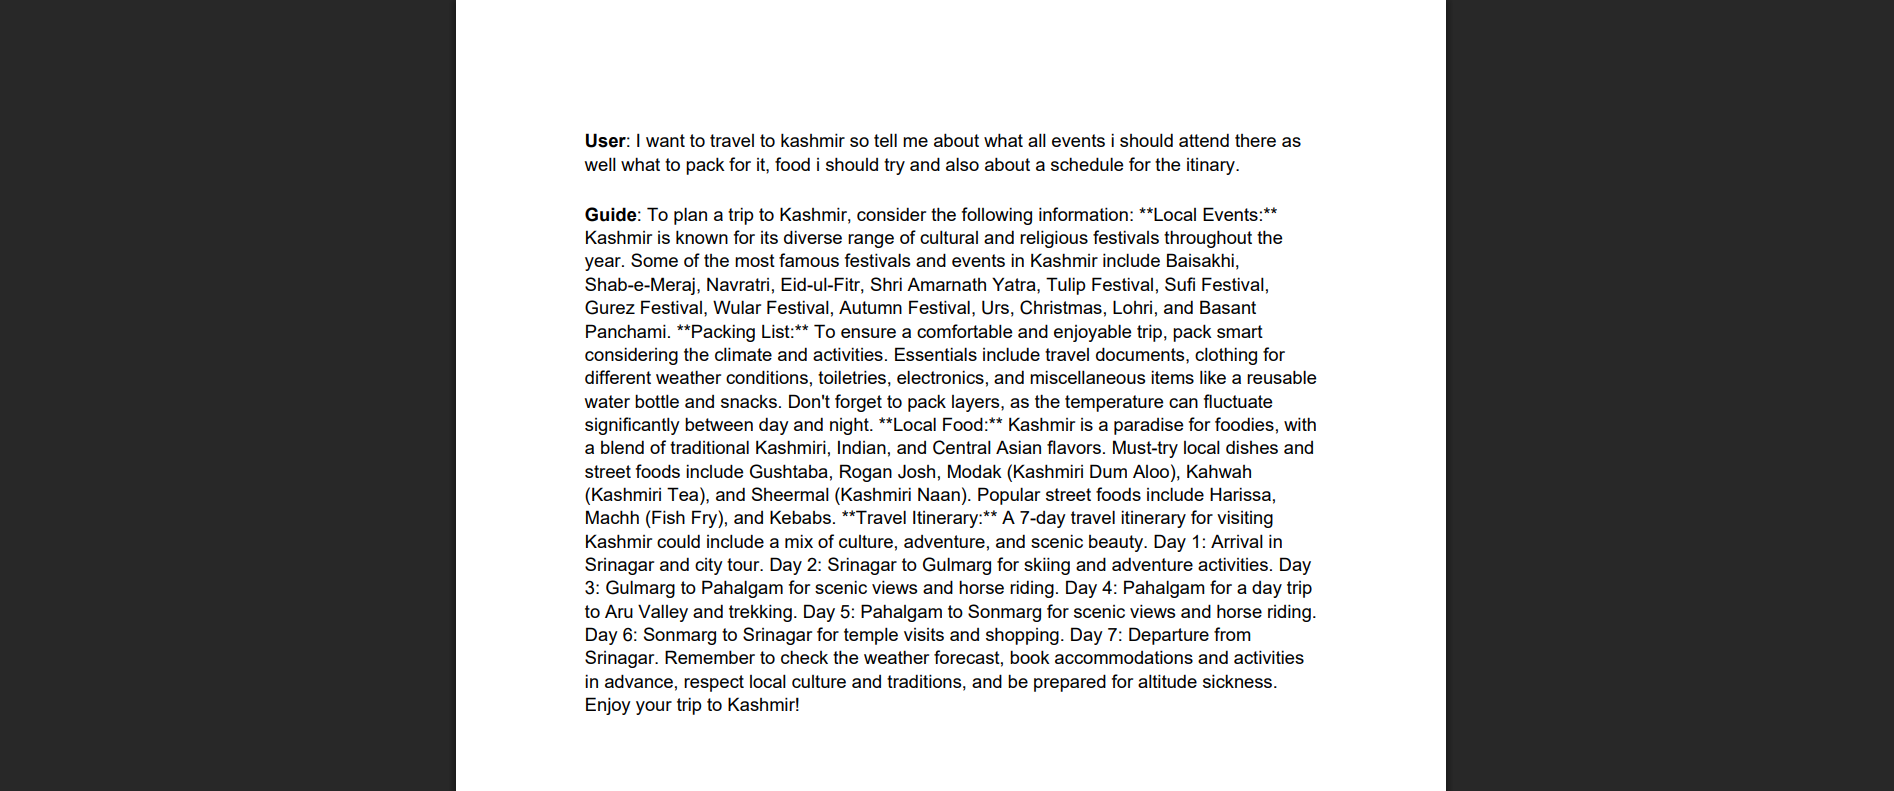 User: I want to travel to kashmir so tell me about what all events i should attend there as
well what to pack for it, food i should try and also about a schedule for the itinary.
Guide: To plan a trip to Kashmir, consider the following information: **Local Events:**
Kashmir is known for its diverse range of cultural and religious festivals throughout the
year. Some of the most famous festivals and events in Kashmir include Baisakhi,
Shab-e-Meraj, Navratri, Eid-ul-Fitr, Shri Amarnath Yatra, Tulip Festival, Sufi Festival,
Gurez Festival, Wular Festival, Autumn Festival, Urs, Christmas, Lohri, and Basant
Panchami. **Packing List:** To ensure a comfortable and enjoyable trip, pack smart
considering the climate and activities. Essentials include travel documents, clothing for
different weather conditions, toiletries, electronics, and miscellaneous items like a reusable
water bottle and snacks. Don't forget to pack layers, as the temperature can fluctuate
significantly between day and night. **Local Food:** Kashmir is a paradise for foodies, with
a blend of traditional Kashmiri, Indian, and Central Asian flavors. Must-try local dishes and
street foods include Gushtaba, Rogan Josh, Modak (Kashmiri Dum Aloo), Kahwah
(Kashmiri Tea), and Sheermal (Kashmiri Naan). Popular street foods include Harissa,
Machh (Fish Fry), and Kebabs. **Travel Itinerary:** A 7-day travel itinerary for visiting
Kashmir could include a mix of culture, adventure, and scenic beauty. Day 1: Arrival in
Srinagar and city tour. Day 2: Srinagar to Gulmarg for skiing and adventure activities. Day
3: Gulmarg to Pahalgam for scenic views and horse riding. Day 4: Pahalgam for a day trip
to Aru Valley and trekking. Day 5: Pahalgam to Sonmarg for scenic views and horse riding.
Day 6: Sonmarg to Srinagar for temple visits and shopping. Day 7: Departure from
Srinagar. Remember to check the weather forecast, book accommodations and activities
in advance, respect local culture and traditions, and be prepared for altitude sickness.
Enjoy your trip to Kashmir!